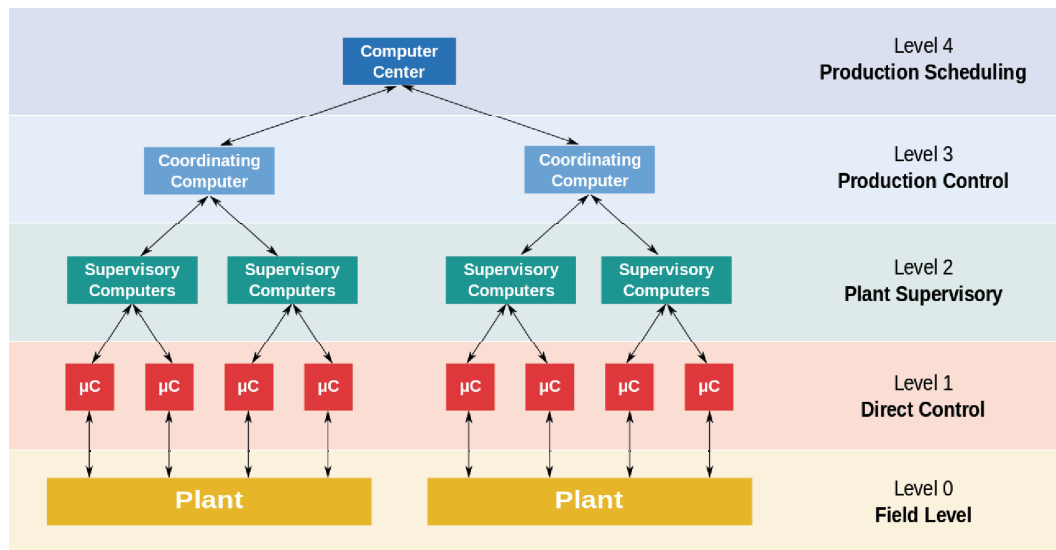 Computer
Center
Level 4
Production Scheduling
Coordinating
Computer
Coordinating
Computer
Level 3
Production Control
Supervisory
Computers
Supervisory
Computers
Supervisory
Computers
Supervisory
Computers
Level 2
Plant Supervisory
µC
µC
µC
µC
µC
µC
µC
µC
Level 1
Direct Control
Plant
Plant
Level 0
Field Level